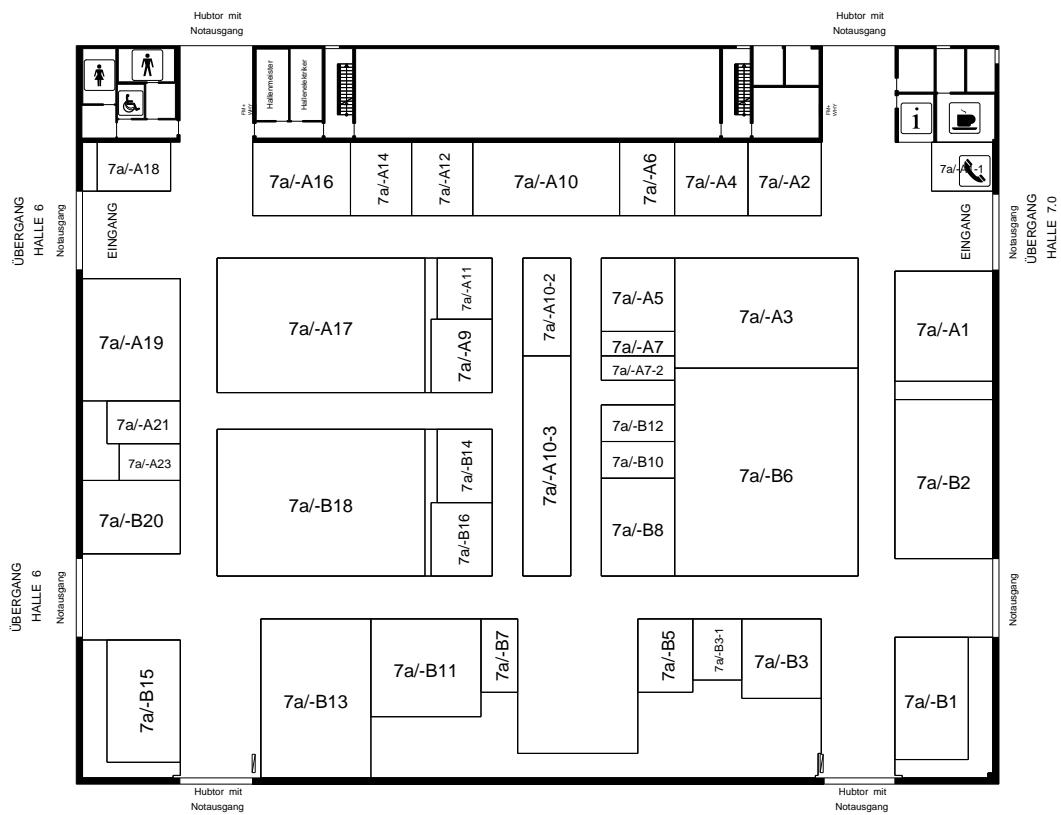 Hubtor mit
Notausgang
Hubtor mit
Notausgang
Hallenmeister
Hallenelektriker
FM+
WHY
FM+
WHY
i
7a/-A18
7a/-A16
7a/-A14
7a/-A12
7a/-A10
7a/-A6
7a/-A4
7a/-A2
ÜBERGANG
HALLE 6
Notausgang
EINGANG
EINGANG
Notausgang
ÜBERGANG
HALLE 7.0
7a/-A19
7a/-A17
7a/-A11
7a/-A9
7a/-A10-2
7a/-A5
7a/-A7
7a/-A7-2
7a/-A3
7a/-A1
7a/-A21
7a/-A23
7a/-B20
7a/-B18
7a/-B14
7a/-B16
7a/-A10-3
7a/-B12
7a/-B10
7a/-B8
7a/-B6
7a/-B2
ÜBERGANG
HALLE 6
Notausgang
Notausgang
7a/-B15
7a/-B13
7a/-B11
7a/-B7
7a/-B5
7a/-B3-1
7a/-B3
7a/-B1
Hubtor mit
Notausgang
Hubtor mit
Notausgang